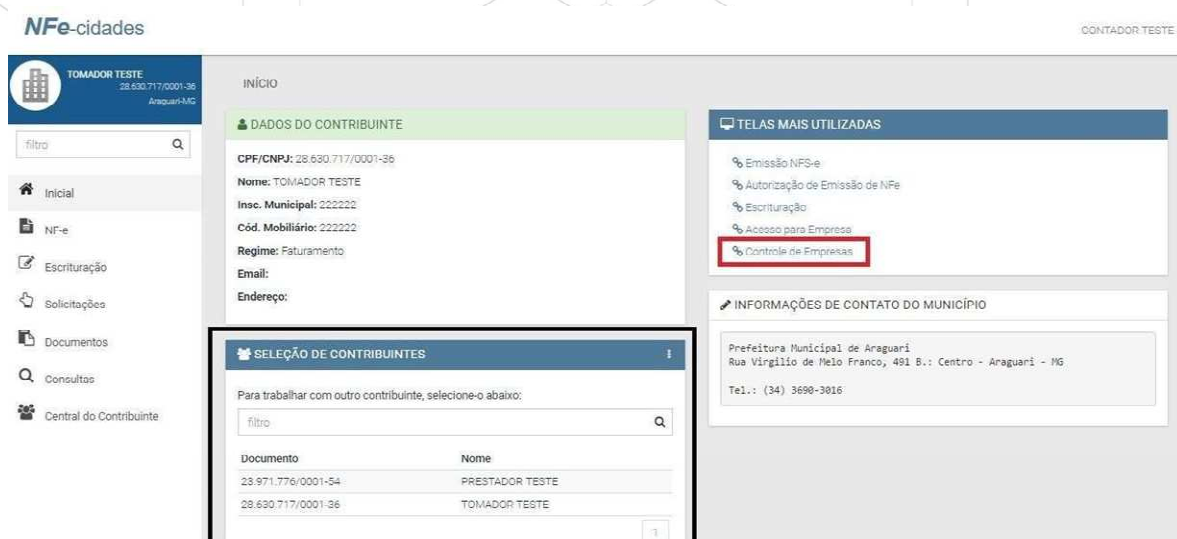 NFe-cidades
CONTADOR TESTE
TOMADOR TESTE
28.630.717/0001-36
Araguari-MG
filtro
Inicial
NF-e
Escrituração
Solicitações
Documentos
Consultas
Central do Contribuinte
INÍCIO
DADOS DO CONTRIBUINTE
CPF/CNPJ: 28.630.717/0001-36
Nome: TOMADOR TESTE
Insc. Municipal: 222222
Cód. Mobiliário: 222222
Regime: Faturamento
Email:
Endereço:
SELEÇÃO DE CONTRIBUINTES
Para trabalhar com outro contribuinte, selecione-o abaixo:
filtro
Documento Nome
23.971.776/0001-54 PRESTADOR TESTE
28.630.717/0001-36 TOMADOR TESTE
1
TELAS MAIS UTILIZADAS
Emissão NFS-e
Autorização de Emissão de NFe
Escrituração
Acesso para Empresa
Controle de Empresas
INFORMAÇÕES DE CONTATO DO MUNICÍPIO
Prefeitura Municipal de Araguari
Rua Virgílio de Melo Franco, 491 B.: Centro - Araguari - MG
Tel.: (34) 3690-3016